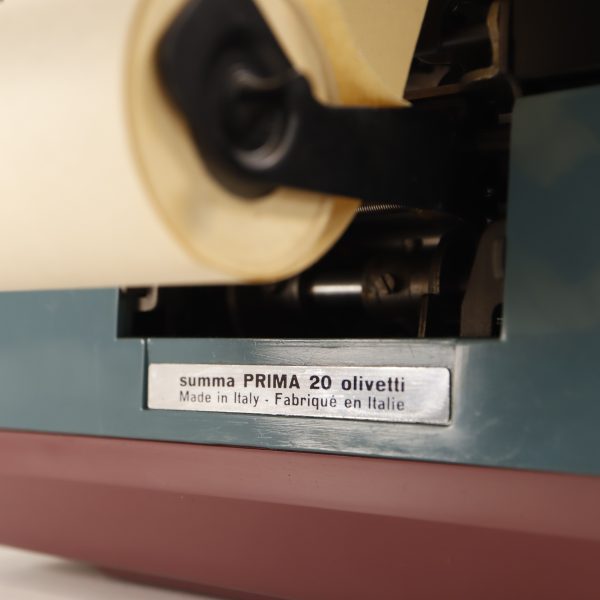 summa PRIMA 20 olivetti
Made in Italy - Fabriqué en Italie